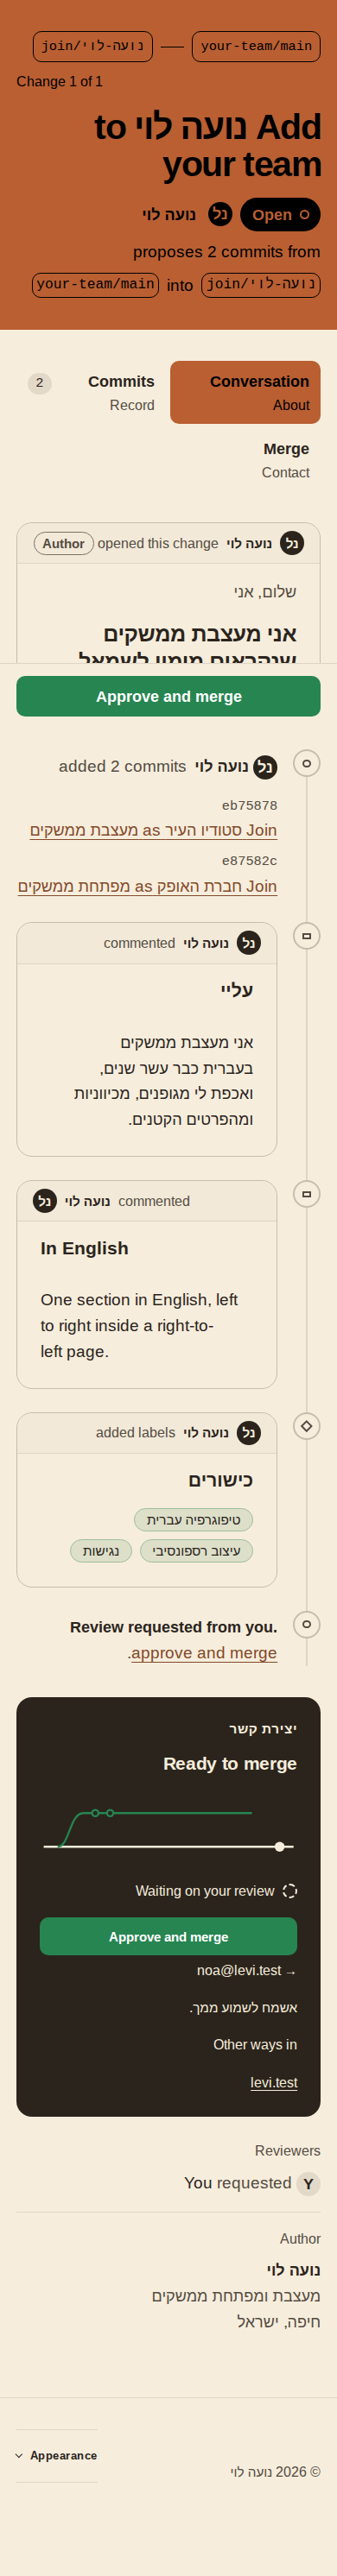 your-team/main join/נועה-לוי
Change 1 of 1
Add נועה לוי to
your team
Open נל נועה לוי
proposes 2 commits from
join/נועה-לוי into your-team/main
Conversation
About
Commits 2
Record
Merge
Contact
נל נועה לוי opened this change Author
שלום, אני
אני מעצבת ממשקים
שנקראים מימין לשמאל
Approve and merge
נל נועה לוי added 2 commits
eb75878
Join סטודיו העיר as מעצבת ממשקים
e87582c
Join חברת האופק as מפתחת ממשקים
נל נועה לוי commented
עליי
אני מעצבת ממשקים
בעברית כבר עשר שנים,
ואכפת לי מגופנים, מכיווניות
ומהפרטים הקטנים.
נל נועה לוי commented
In English
One section in English, left
to right inside a right-to-
left page.
נל נועה לוי added labels
כישורים
טיפוגרפיה עברית
עיצוב רספונסיבי נגישות
Review requested from you.
approve and merge.
יצירת קשר
Ready to merge
Waiting on your review
Approve and merge
noa@levi.test →
אשמח לשמוע ממך.
Other ways in
levi.test
Reviewers
Y You requested
Author
נועה לוי
מעצבת ומפתחת ממשקים
חיפה, ישראל
© 2026 נועה לוי
Appearance